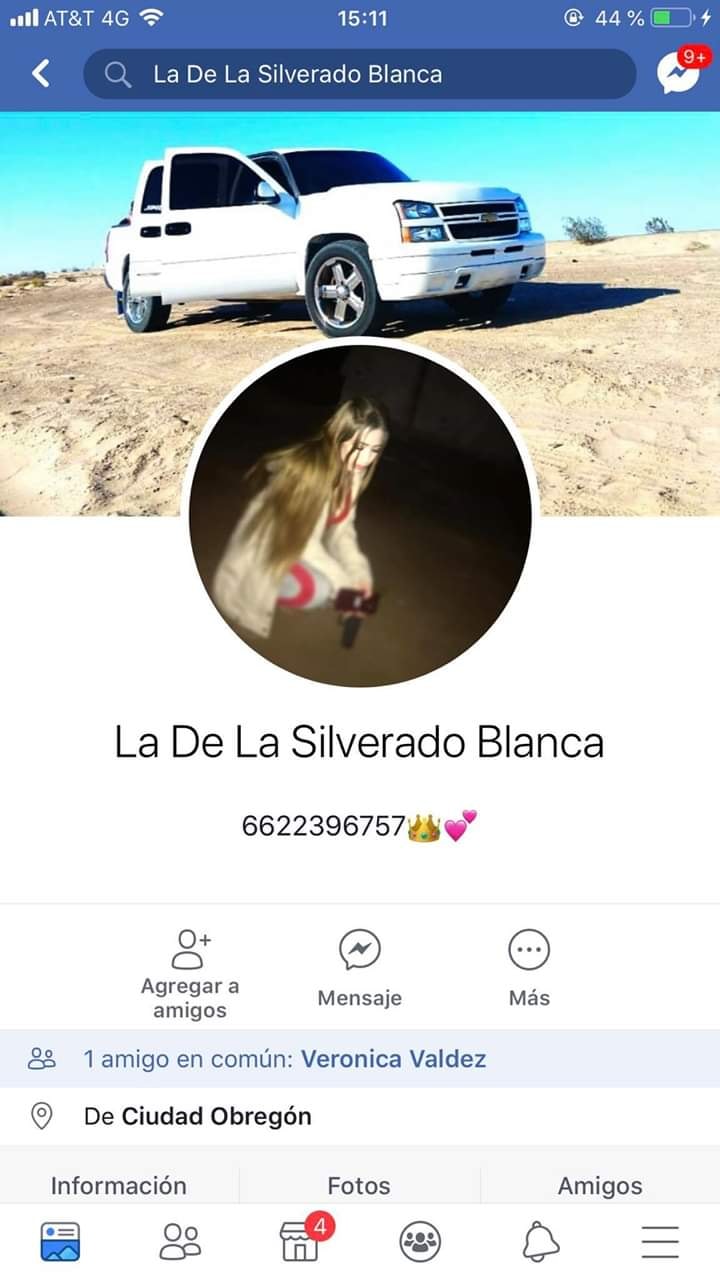 AT&T 4G 15:11 44 %
La De La Silverado Blanca 9+
La De La Silverado Blanca
6622396757👑💕
Agregar a
amigos
Mensaje
Más
1 amigo en común: Veronica Valdez
De Ciudad Obregón
Información Fotos Amigos
4